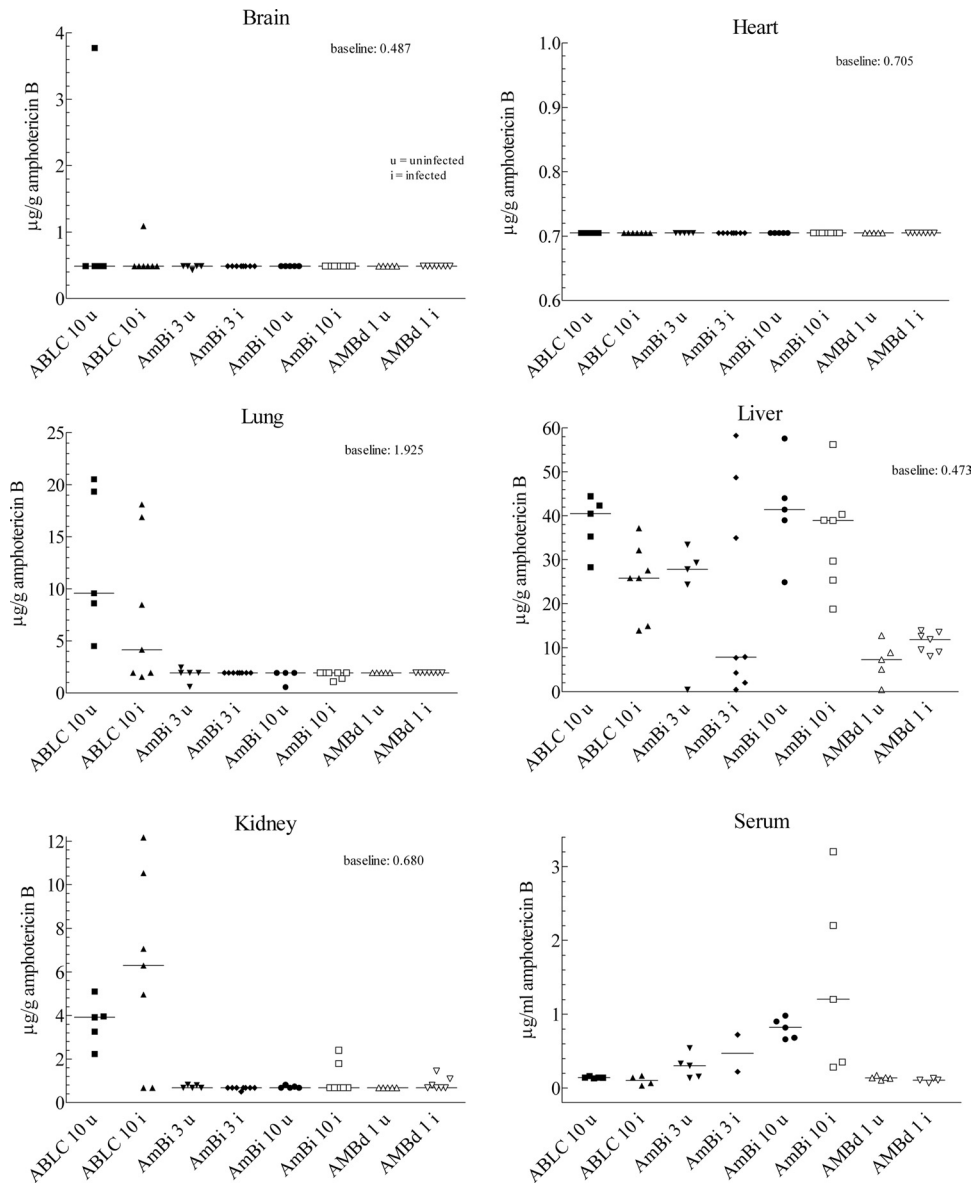 Brain
baseline: 0.487
u = uninfected
i = infected
µg/g amphotericin B
4
3
2
1
0
ABLC 10 u
ABLC 10 i
AmBi 3 u
AmBi 3 i
AmBi 10 u
AmBi 10 i
AMBd 1 u
AMBd 1 i
Heart
baseline: 0.705
µg/g amphotericin B
1.0
0.9
0.8
0.7
0.6
ABLC 10 u
ABLC 10 i
AmBi 3 u
AmBi 3 i
AmBi 10 u
AmBi 10 i
AMBd 1 u
AMBd 1 i
Lung
baseline: 1.925
µg/g amphotericin B
25
20
15
10
5
0
ABLC 10 u
ABLC 10 i
AmBi 3 u
AmBi 3 i
AmBi 10 u
AmBi 10 i
AMBd 1 u
AMBd 1 i
Liver
baseline: 0.473
µg/g amphotericin B
60
50
40
30
20
10
0
ABLC 10 u
ABLC 10 i
AmBi 3 u
AmBi 3 i
AmBi 10 u
AmBi 10 i
AMBd 1 u
AMBd 1 i
Kidney
baseline: 0.680
µg/g amphotericin B
12
10
8
6
4
2
0
ABLC 10 u
ABLC 10 i
AmBi 3 u
AmBi 3 i
AmBi 10 u
AmBi 10 i
AMBd 1 u
AMBd 1 i
Serum
µg/ml amphotericin B
3
2
1
0
ABLC 10 u
ABLC 10 i
AmBi 3 u
AmBi 3 i
AmBi 10 u
AmBi 10 i
AMBd 1 u
AMBd 1 i